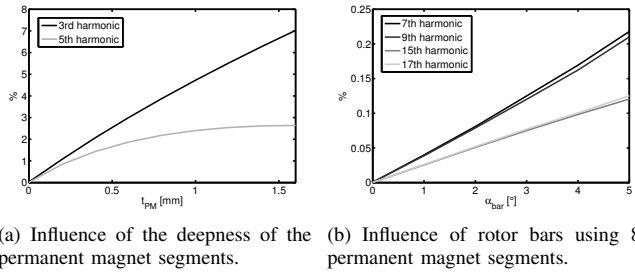 8
7
6
5
4
3
2
1
0
%
3rd harmonic
5th harmonic
0 0.5 1 1.5
t_PM [mm]
0.25
0.2
0.15
0.1
0.05
0
%
7th harmonic
9th harmonic
15th harmonic
17th harmonic
0 1 2 3 4 5
α_bar [°]
(a) Influence of the deepness of the
permanent magnet segments.
(b) Influence of rotor bars using 8
permanent magnet segments.